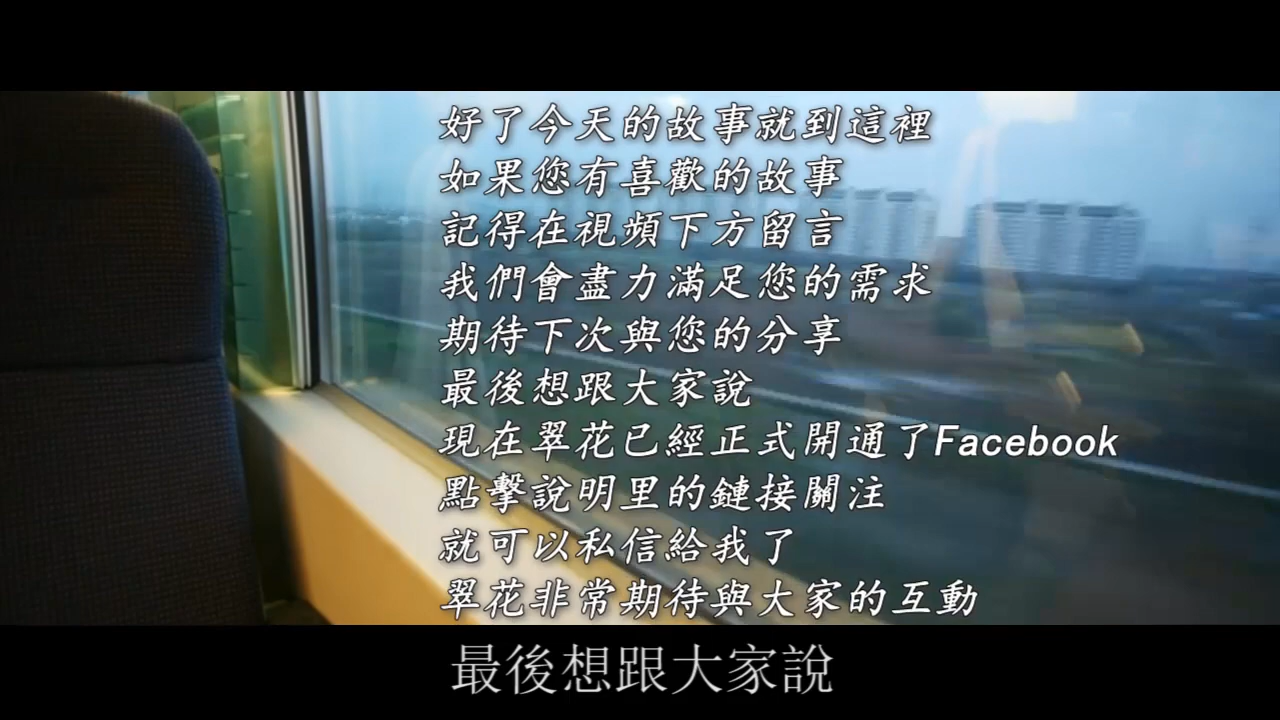 好了今天的故事就到這裡
如果您有喜歡的故事
記得在視頻下方留言
我們會盡力滿足您的需求
期待下次與您的分享
最後想跟大家說
現在翠花已經正式開通了Facebook
點擊說明里的鏈接關注
就可以私信給我了
翠花非常期待與大家的互動
最後想跟大家說